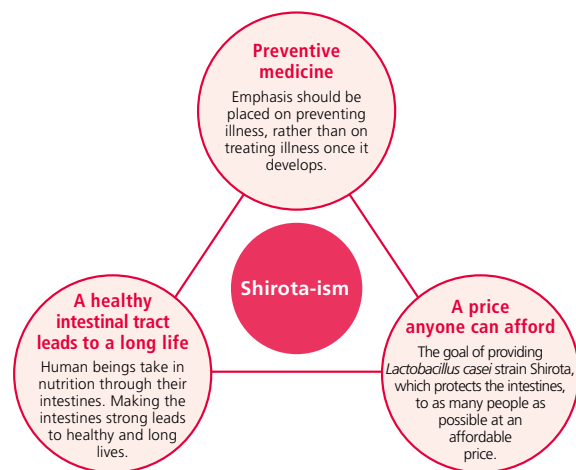 Preventive
medicine
Emphasis should be
placed on preventing
illness, rather than on
treating illness once it
develops.
Shirota-ism
A healthy
intestinal tract
leads to a long life
Human beings take in
nutrition through their
intestines. Making the
intestines strong leads
to healthy and long
lives.
A price
anyone can afford
The goal of providing
Lactobacillus casei strain Shirota,
which protects the intestines,
to as many people as
possible at an
affordable
price.